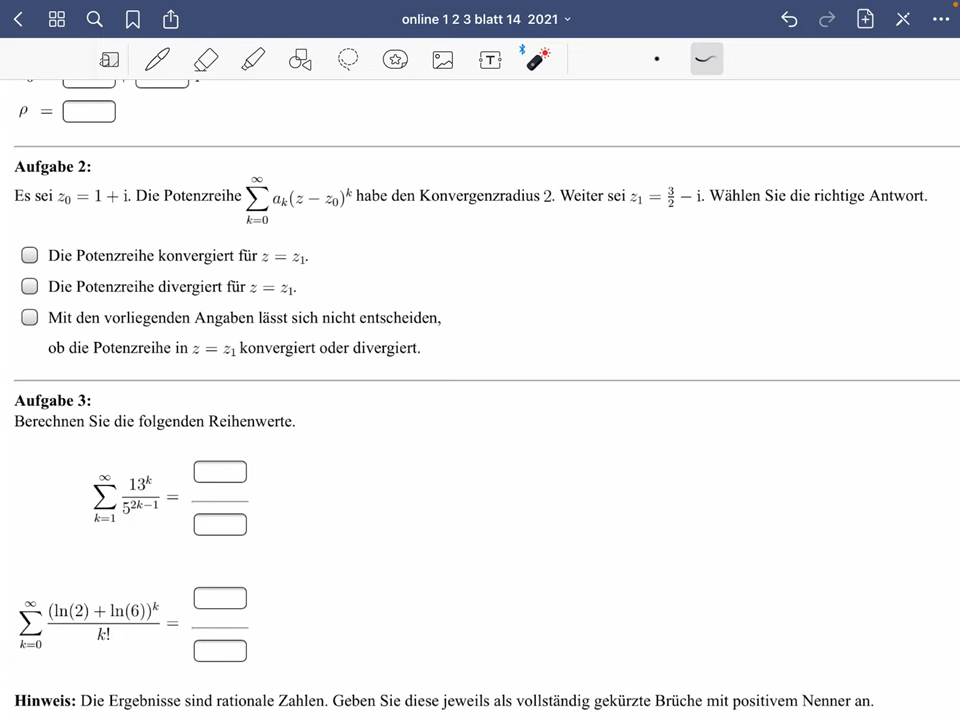 online 1 2 3 blatt 14 2021
T
ρ =
Aufgabe 2:
Es sei z₀ = 1 + i. Die Potenzreihe ∑_{k=0}^{∞} aₖ(z − z₀)ᵏ habe den Konvergenzradius 2. Weiter sei z₁ = 3/2 − i. Wählen Sie die richtige Antwort.
Die Potenzreihe konvergiert für z = z₁.
Die Potenzreihe divergiert für z = z₁.
Mit den vorliegenden Angaben lässt sich nicht entscheiden,
ob die Potenzreihe in z = z₁ konvergiert oder divergiert.
Aufgabe 3:
Berechnen Sie die folgenden Reihenwerte.
∑_{k=1}^{∞} 13ᵏ/5^{2k−1} =
∑_{k=0}^{∞} (ln(2) + ln(6))ᵏ/k! =
Hinweis: Die Ergebnisse sind rationale Zahlen. Geben Sie diese jeweils als vollständig gekürzte Brüche mit positivem Nenner an.